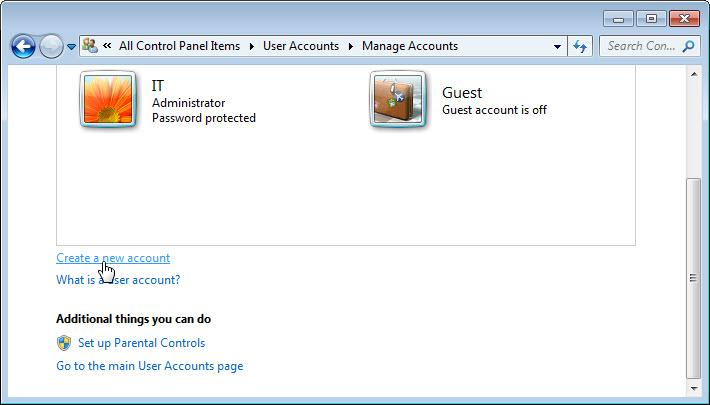 All Control Panel Items User Accounts Manage Accounts Search Con...
IT
Administrator
Password protected
Guest
Guest account is off
Create a new account
What is a user account?
Additional things you can do
Set up Parental Controls
Go to the main User Accounts page